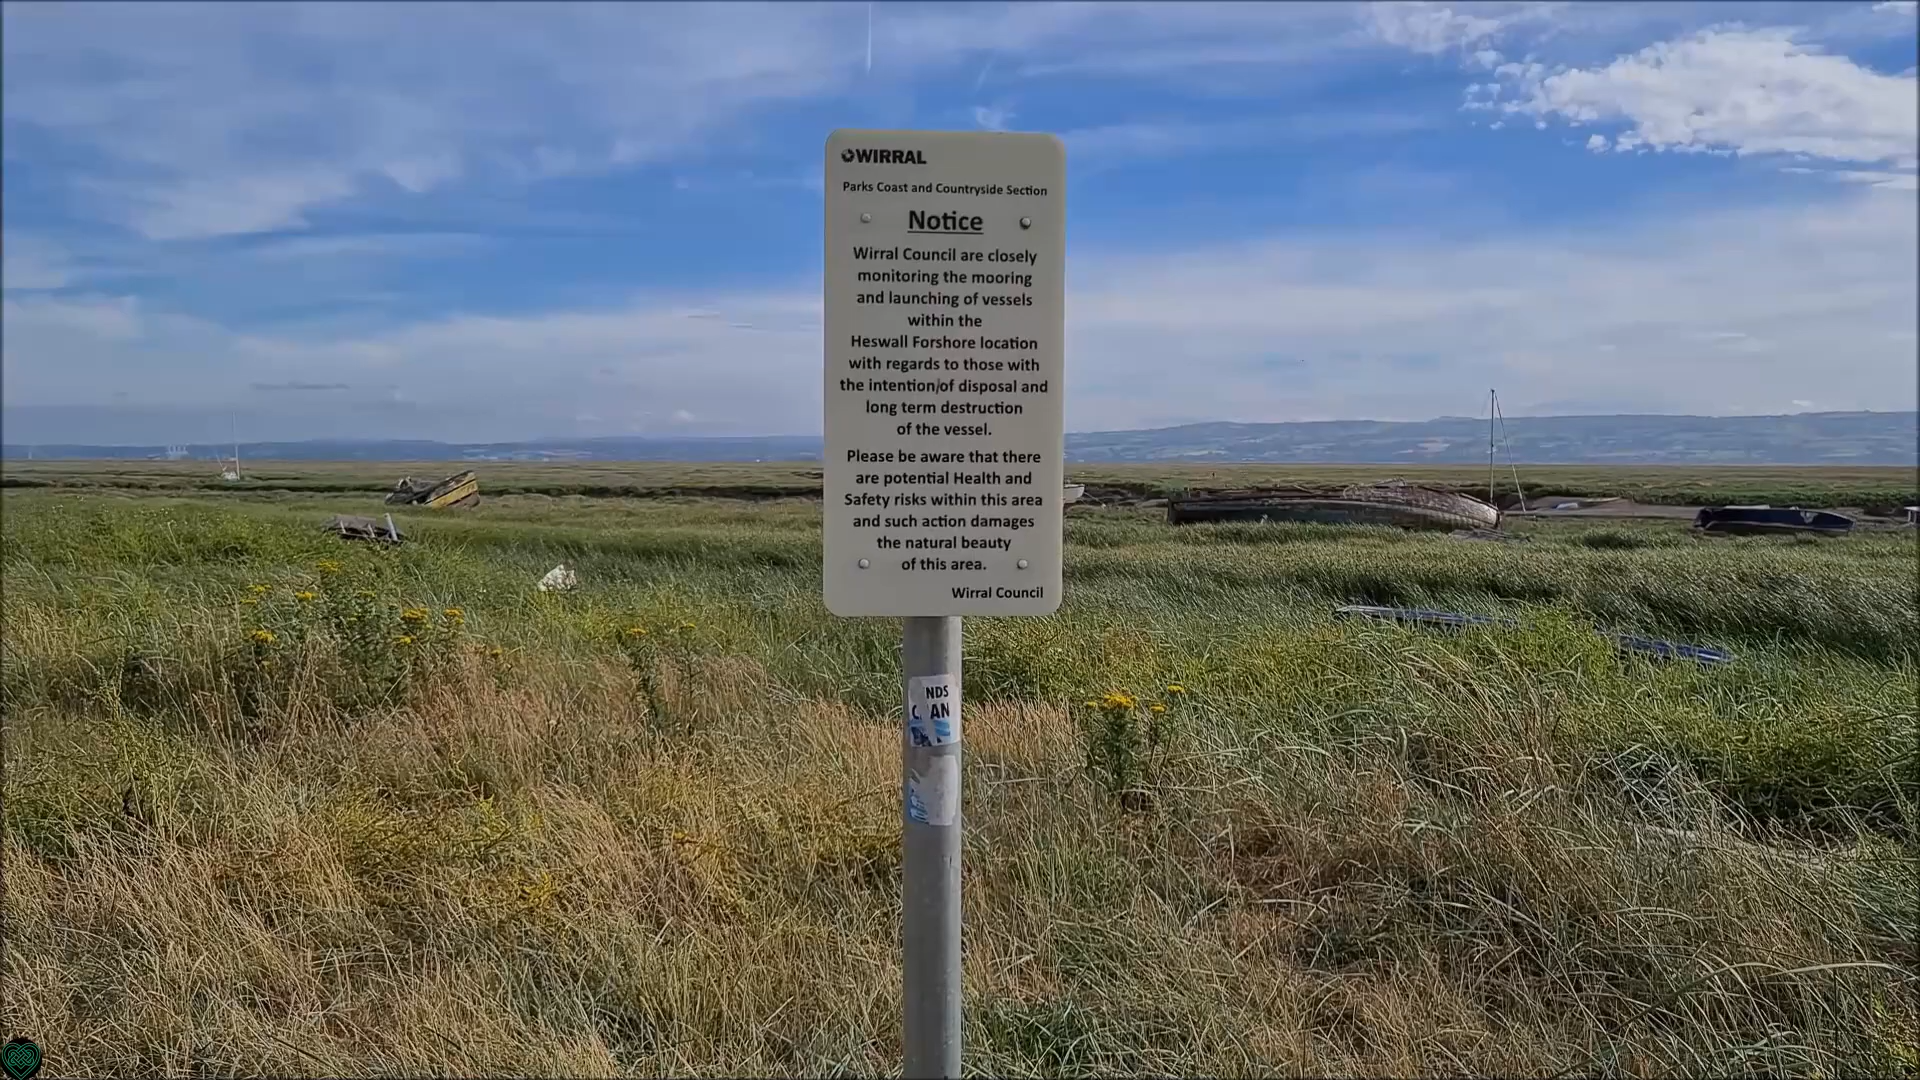 WIRRAL
Parks Coast and Countryside Section
Notice
Wirral Council are closely
monitoring the mooring
and launching of vessels
within the
Heswall Forshore location
with regards to those with
the intention/of disposal and
long term destruction
of the vessel.
Please be aware that there
are potential Health and
Safety risks within this area
and such action damages
the natural beauty
of this area.
Wirral Council
NDS
C AN